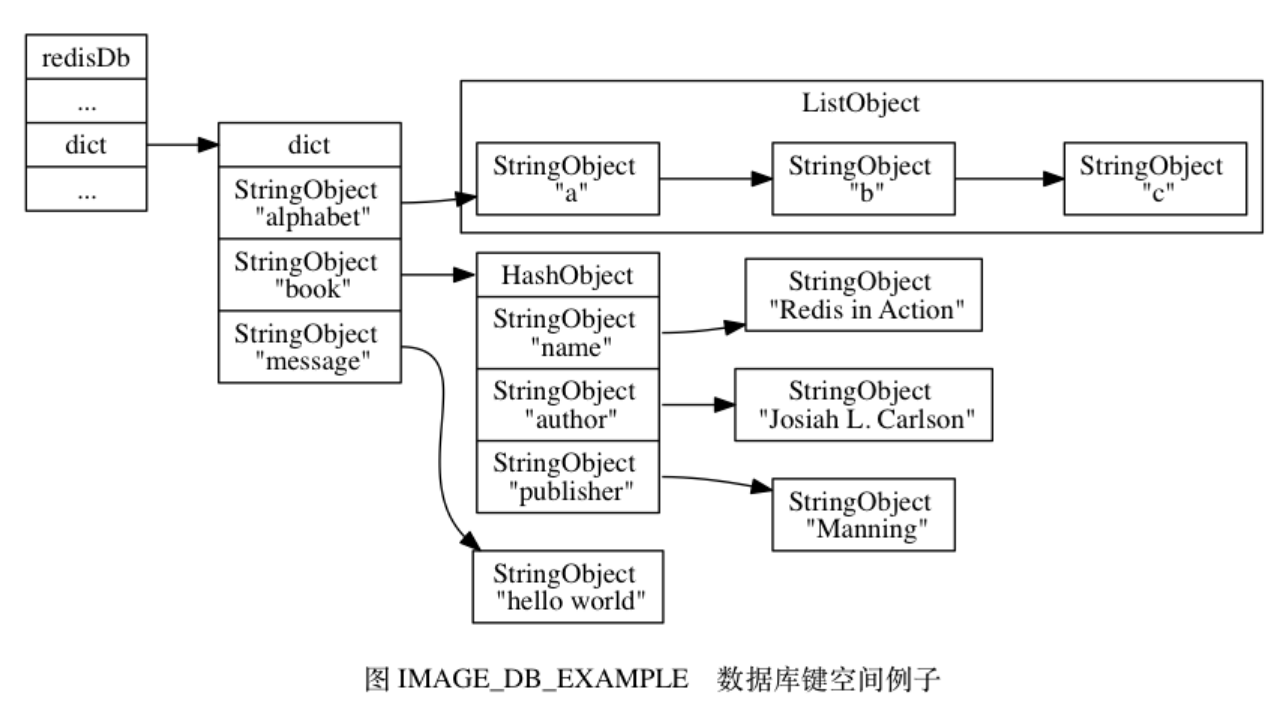 redisDb
...
dict
...
dict
StringObject
"alphabet"
StringObject
"book"
StringObject
"message"
ListObject
StringObject
"a"
StringObject
"b"
StringObject
"c"
HashObject
StringObject
"name"
StringObject
"author"
StringObject
"publisher"
StringObject
"Redis in Action"
StringObject
"Josiah L. Carlson"
StringObject
"Manning"
StringObject
"hello world"
图 IMAGE_DB_EXAMPLE 数据库键空间例子